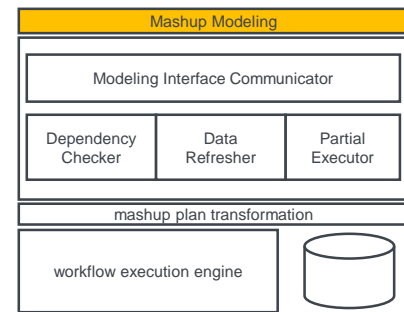 Mashup Modeling
Modeling Interface Communicator
Dependency
Checker
Data
Refresher
Partial
Executor
mashup plan transformation
workflow execution engine